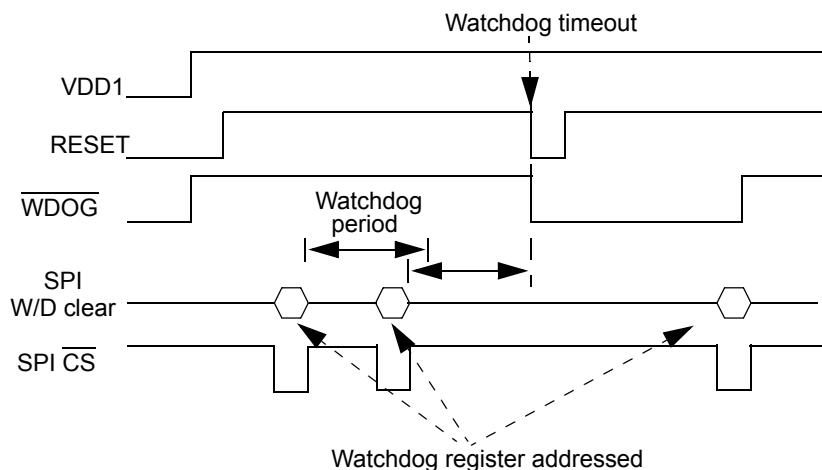 Watchdog timeout
VDD1
RESET
WDOG
Watchdog
period
SPI
W/D clear
SPI CS
Watchdog register addressed